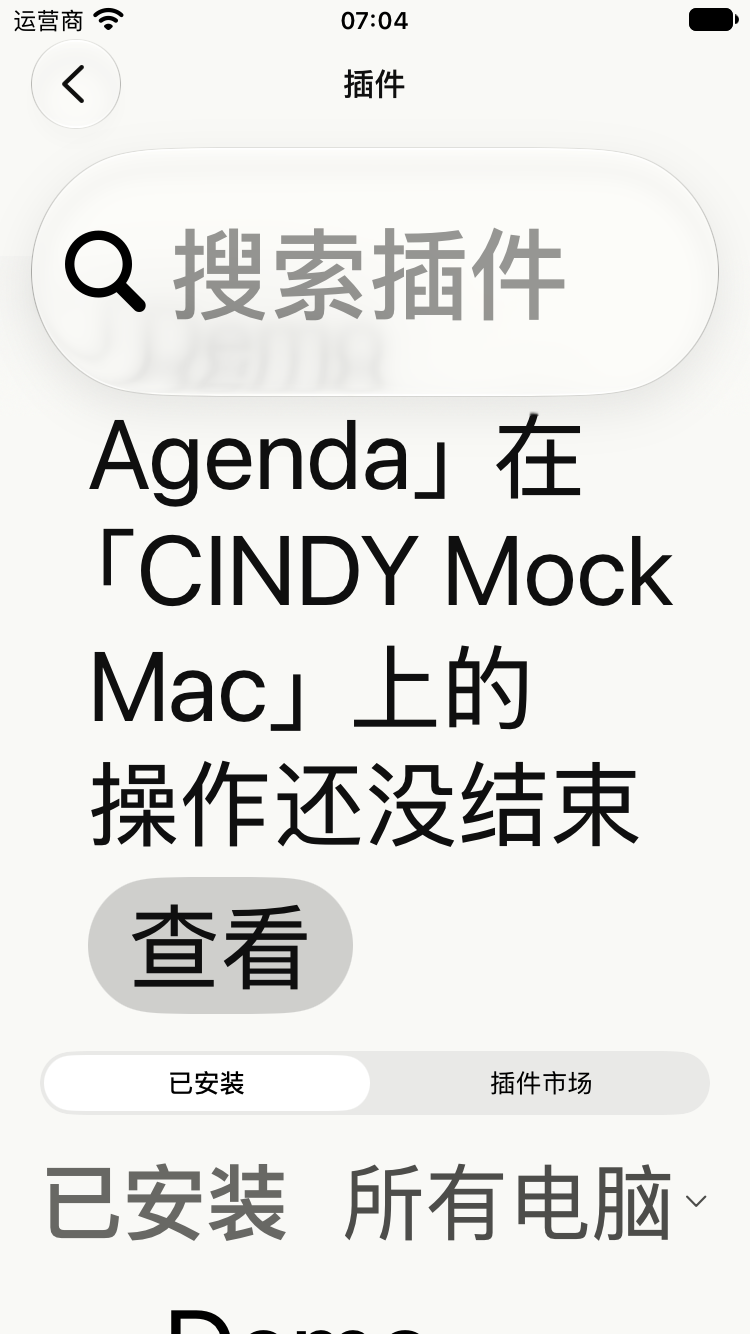 运营商
07:04
插件
搜索插件
Agenda」在
「CINDY Mock
Mac」上的
操作还没结束
查看
已安装
插件市场
已安装
所有电脑